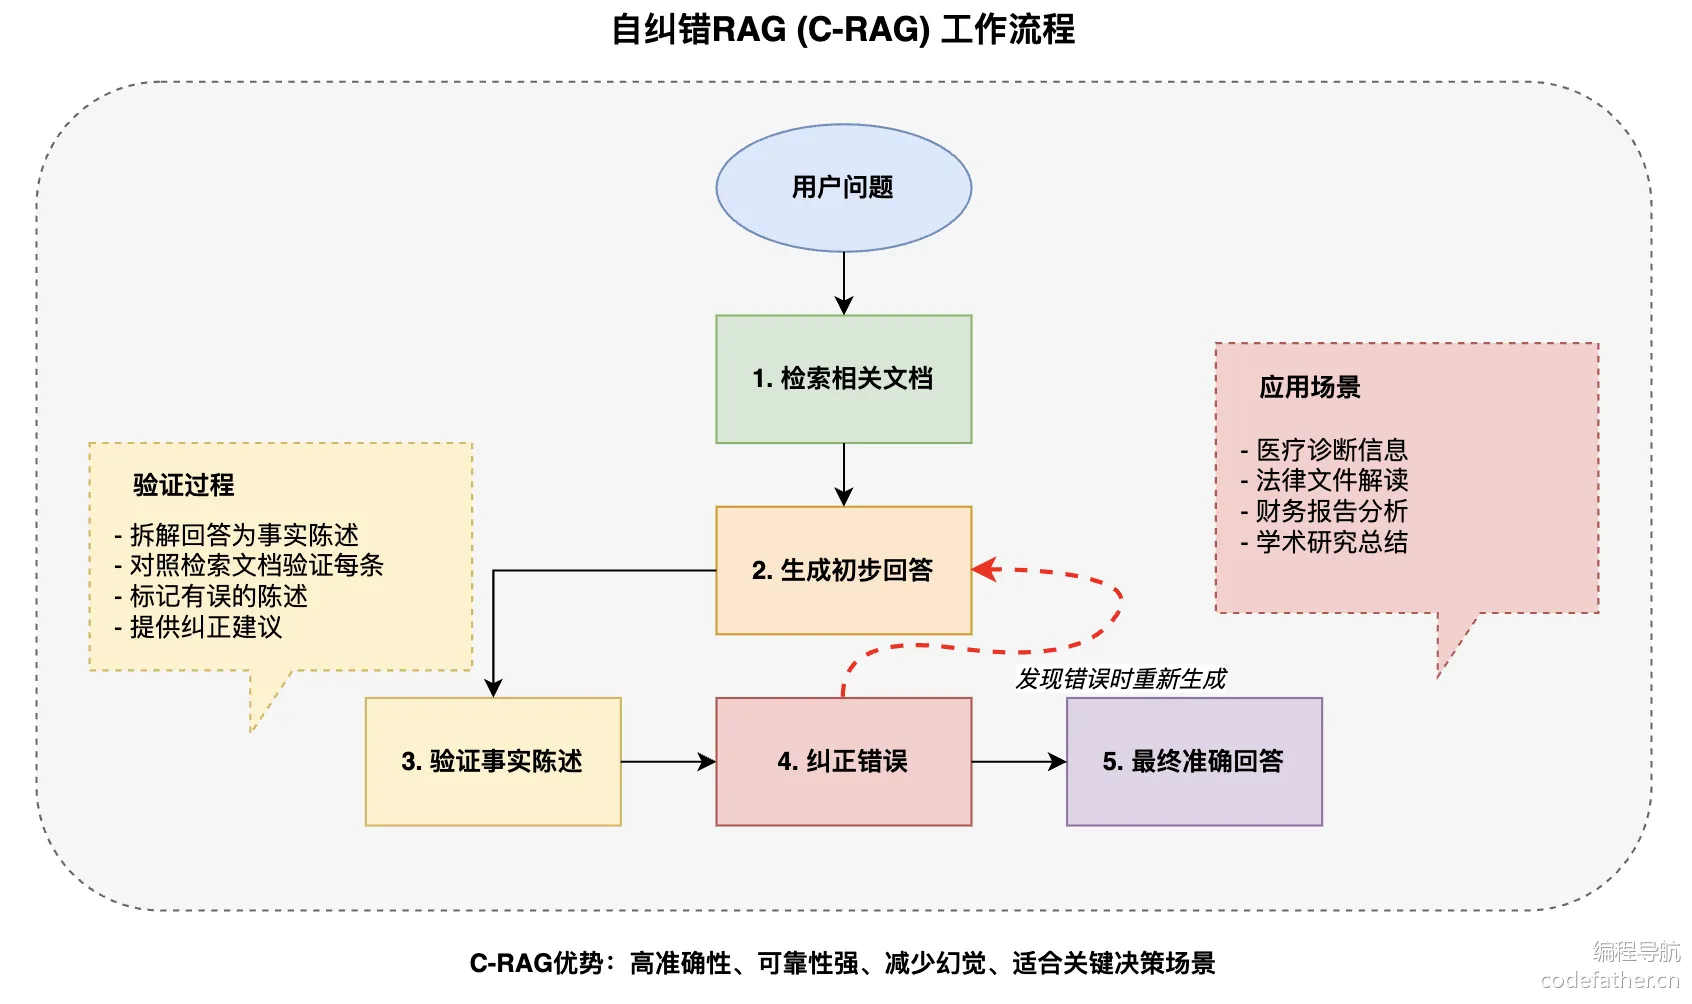 自纠错RAG (C-RAG) 工作流程
用户问题
1. 检索相关文档
应用场景
- 医疗诊断信息
- 法律文件解读
- 财务报告分析
- 学术研究总结
验证过程
- 拆解回答为事实陈述
- 对照检索文档验证每条
- 标记有误的陈述
- 提供纠正建议
2. 生成初步回答
发现错误时重新生成
3. 验证事实陈述
4. 纠正错误
5. 最终准确回答
C-RAG优势：高准确性、可靠性强、减少幻觉、适合关键决策场景
编程导航
codefather.cn